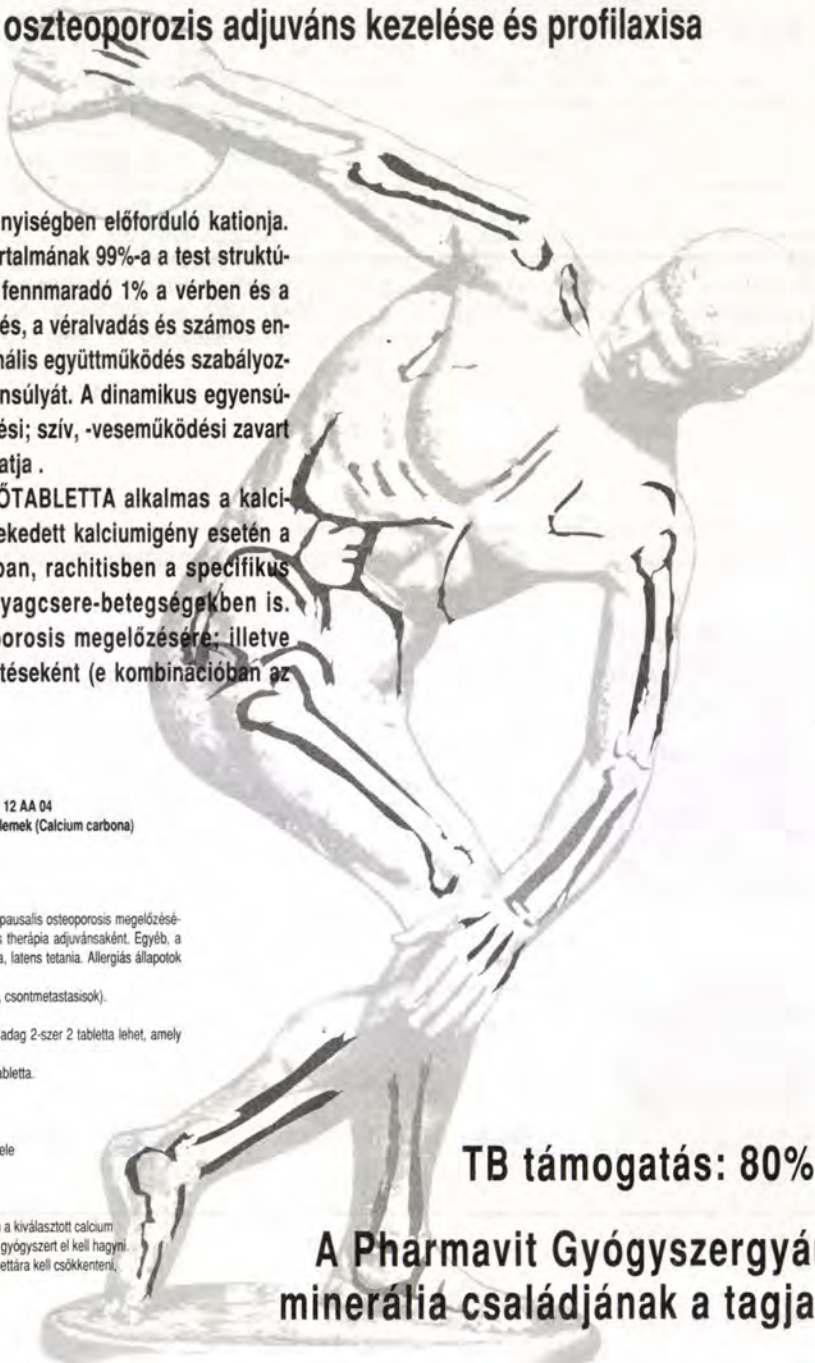 oszteoporozis adjuváns kezelése és profilaxisa
nyiségben előforduló kationja.
rtalmának 99%-a a test struktú-
fennmaradó 1% a vérben és a
és, a véralvadás és számos en-
nális együttműködés szabályoz-
nsúlyát. A dinamikus egyensú-
ési; szív, -veseműködési zavart
atja .
ŐTABLETTA alkalmas a kalci-
ekedett kalciumigény esetén a
ban, rachitisben a specifikus
yagcsere-betegségekben is.
porosis megelőzésére; illetve
téseként (e kombinációban az
12 AA 04
lemek (Calcium carbona)
pausalis osteoporosis megelőzésé-
s therápia adjuvánsaként. Egyéb, a
a, latens tetania. Allergiás állapotok
, csontmetastasisok).
adag 2-szer 2 tabletta lehet, amely
abletta.
ele
a kiválasztott calcium
gyógyszert el kell hagyni.
ettára kell csökkenteni,
TB támogatás: 80%
A Pharmavit Gyógyszergyá
minerália családjának a tagja